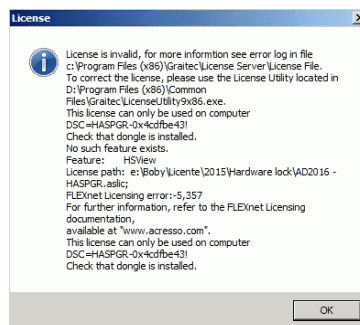 License
License is invalid, for more informtion see error log in file
c:\Program Files (x86)\Graitec\License Server\License File.
To correct the license, please use the License Utility located in
D:\Program Files (x86)\Common
Files\Graitec\LicenseUtility9x86.exe.
This license can only be used on computer
DSC=HASPGR-0x4cdfbe43!
Check that dongle is installed.
No such feature exists.
Feature: HSView
License path: e:\Boby\Licente\2015\Hardware lock\AD2016 -
HASPGR.aslic;
FLEXnet Licensing error:-5,357
For further information, refer to the FLEXnet Licensing
documentation,
available at "www.acresso.com".
This license can only be used on computer
DSC=HASPGR-0x4cdfbe43!
Check that dongle is installed.
OK